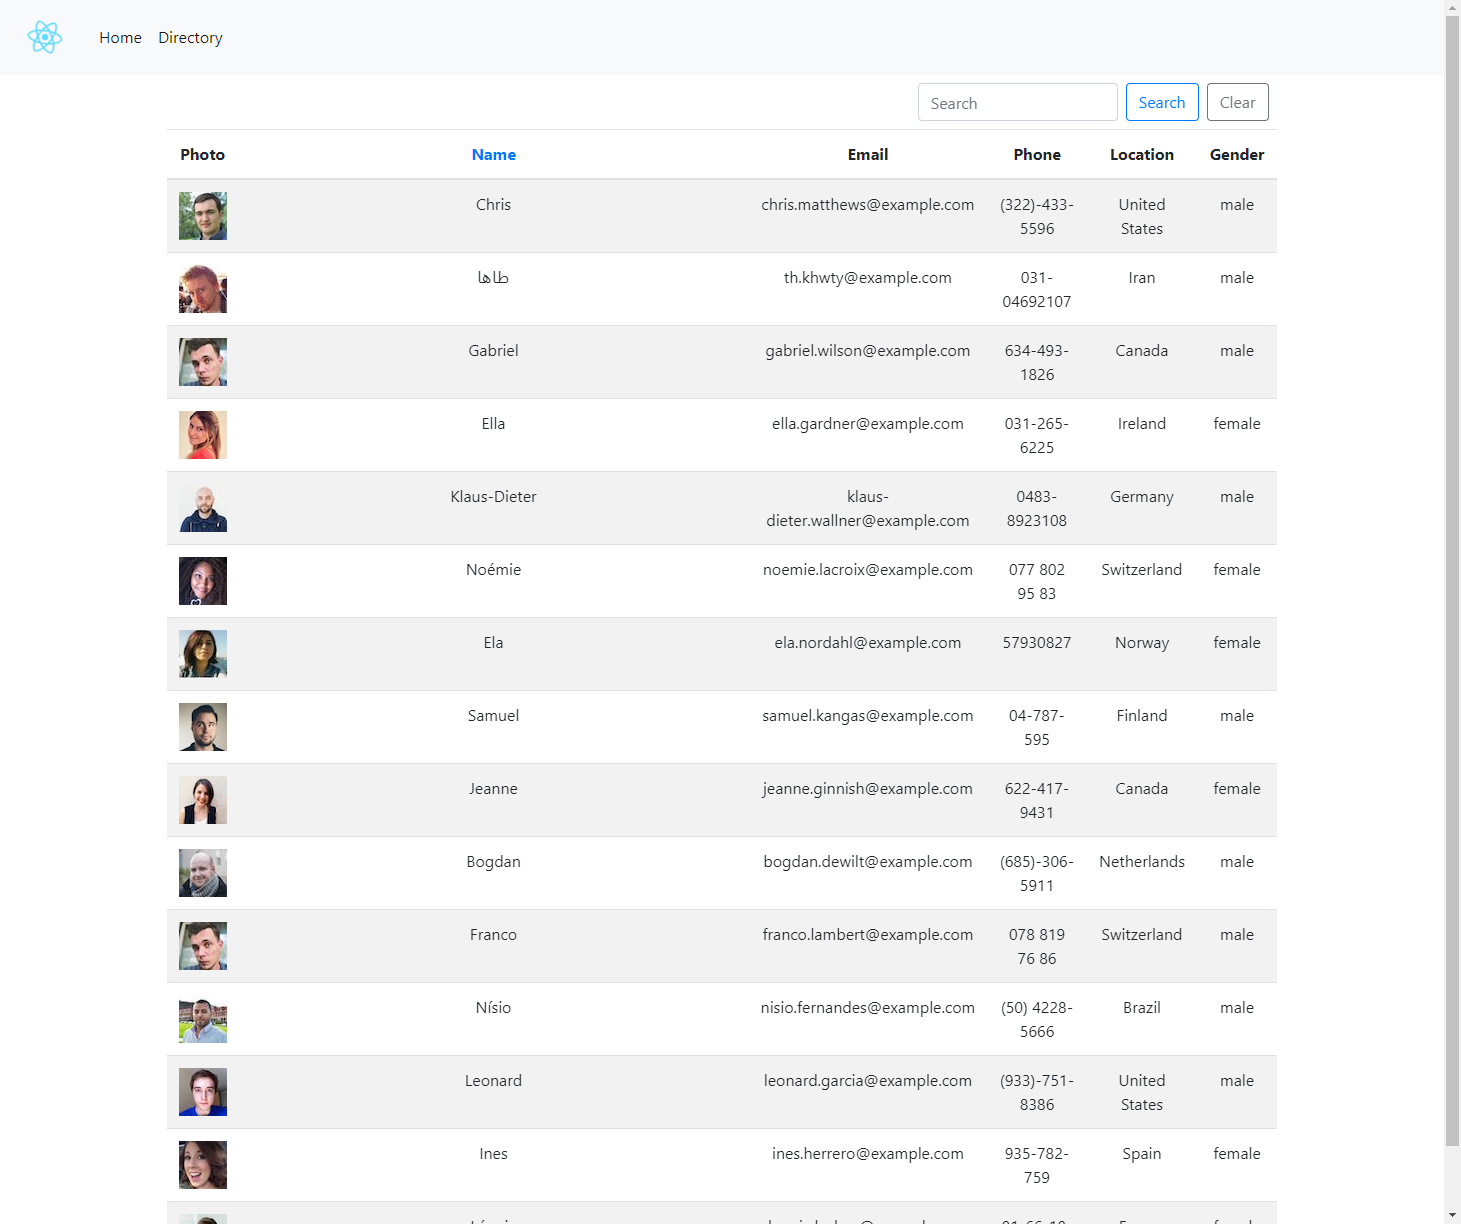 Home Directory
Search Search Clear
Photo Name Email Phone Location Gender
Chris chris.matthews@example.com (322)-433- United male
5596 States
طاها th.khwty@example.com 031- Iran male
04692107
Gabriel gabriel.wilson@example.com 634-493- Canada male
1826
Ella ella.gardner@example.com 031-265- Ireland female
6225
Klaus-Dieter klaus- 0483- Germany male
dieter.wallner@example.com 8923108
Noémie noemie.lacroix@example.com 077 802 Switzerland female
95 83
Ela ela.nordahl@example.com 57930827 Norway female
Samuel samuel.kangas@example.com 04-787- Finland male
595
Jeanne jeanne.ginnish@example.com 622-417- Canada female
9431
Bogdan bogdan.dewilt@example.com (685)-306- Netherlands male
5911
Franco franco.lambert@example.com 078 819 Switzerland male
76 86
Nísio nisio.fernandes@example.com (50) 4228- Brazil male
5666
Leonard leonard.garcia@example.com (933)-751- United male
8386 States
Ines ines.herrero@example.com 935-782- Spain female
759